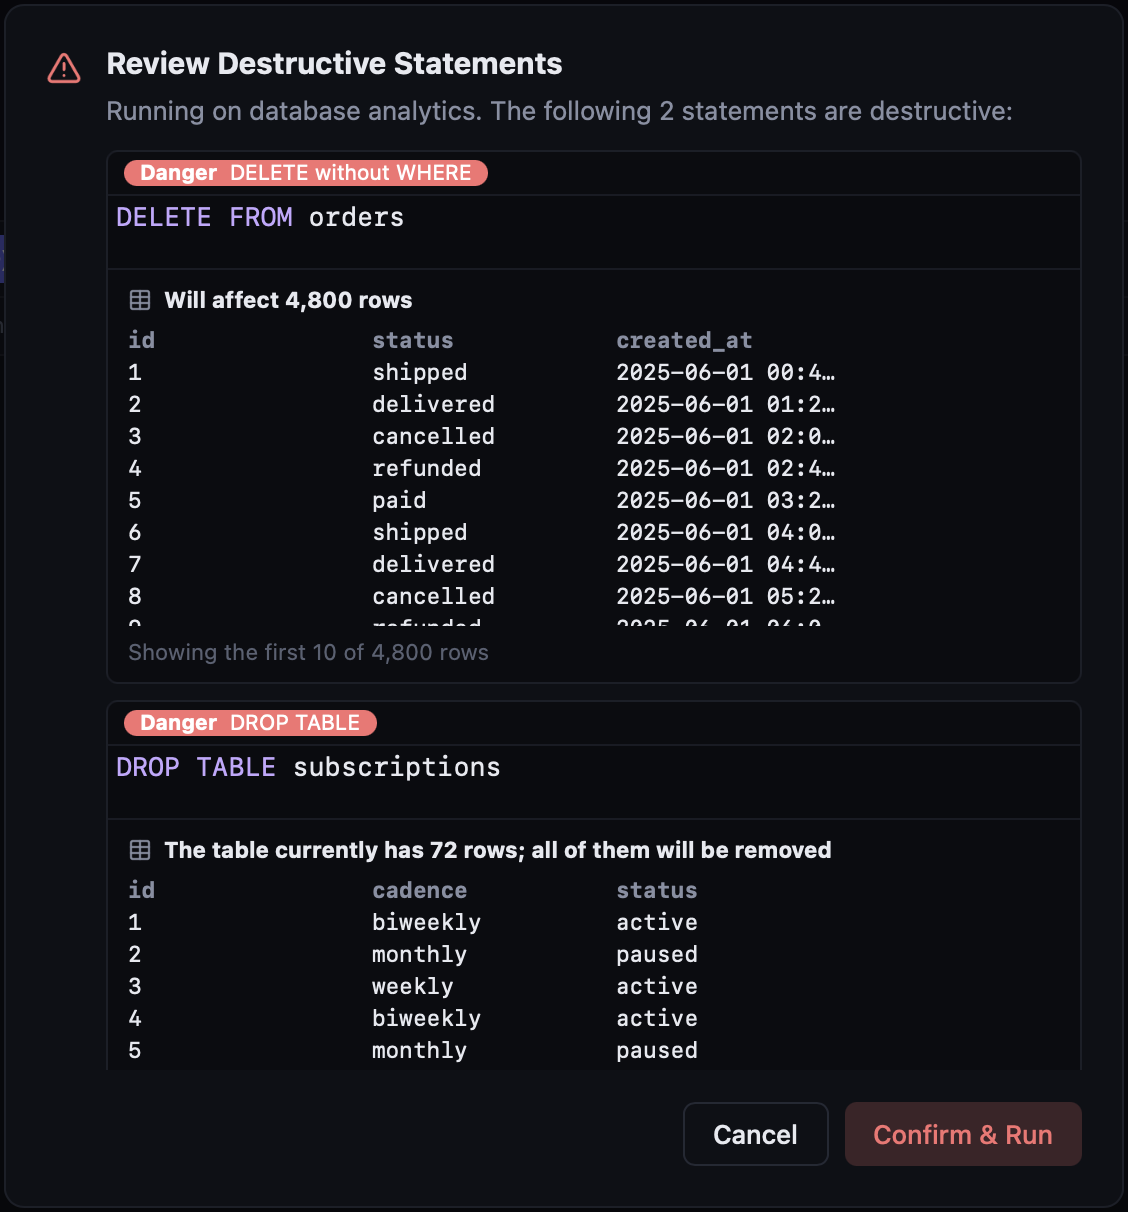 Review Destructive Statements
Running on database analytics. The following 2 statements are destructive:
Danger DELETE without WHERE
DELETE FROM orders
Will affect 4,800 rows
id status created_at
1 shipped 2025-06-01 00:4…
2 delivered 2025-06-01 01:2…
3 cancelled 2025-06-01 02:0…
4 refunded 2025-06-01 02:4…
5 paid 2025-06-01 03:2…
6 shipped 2025-06-01 04:0…
7 delivered 2025-06-01 04:4…
8 cancelled 2025-06-01 05:2…
Showing the first 10 of 4,800 rows
Danger DROP TABLE
DROP TABLE subscriptions
The table currently has 72 rows; all of them will be removed
id cadence status
1 biweekly active
2 monthly paused
3 weekly active
4 biweekly active
5 monthly paused
Cancel Confirm & Run